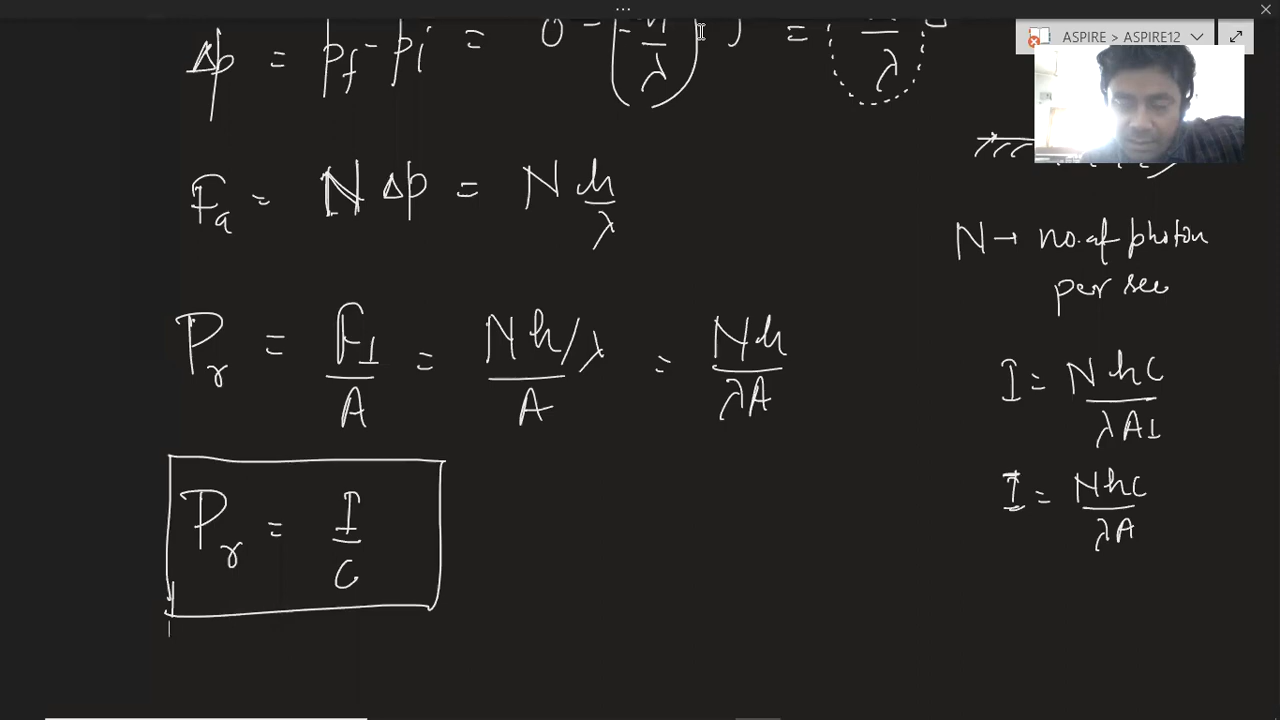 ASPIRE > ASPIRE12
Δp = pf - pi = 0 - (-h/λ) ĵ = h/λ
Fa = N Δp = N h/λ
N → no. of photon
per sec
Pr = F⊥/A = Nh/λ/A = Nh/λA
I = Nhc/λA⊥
I = Nhc/λA
Pr = I/C